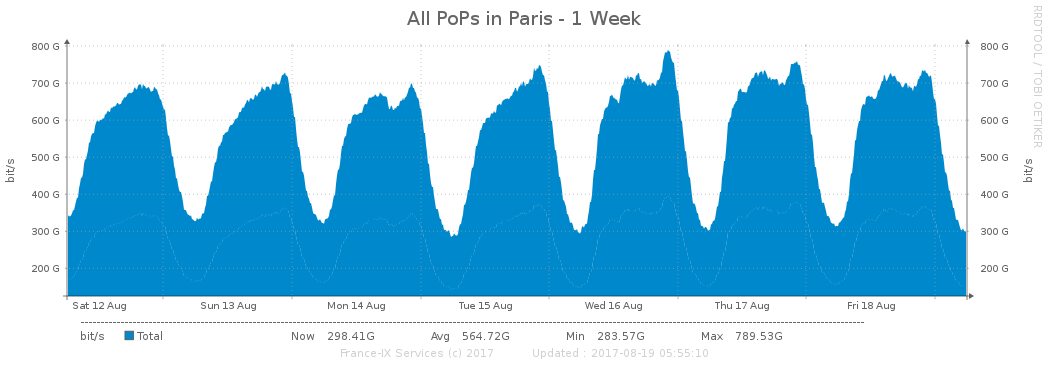 All PoPs in Paris - 1 Week
RRDTOOL / TOBI OETIKER
800 G 800 G
700 G 700 G
600 G 600 G
500 G 500 G
400 G 400 G
300 G 300 G
200 G 200 G
bit/s
bit/s
Sat 12 Aug Sun 13 Aug Mon 14 Aug Tue 15 Aug Wed 16 Aug Thu 17 Aug Fri 18 Aug
bit/s Total Now 298.41G Avg 564.72G Min 283.57G Max 789.53G
France-IX Services (c) 2017 Updated : 2017-08-19 05:55:10